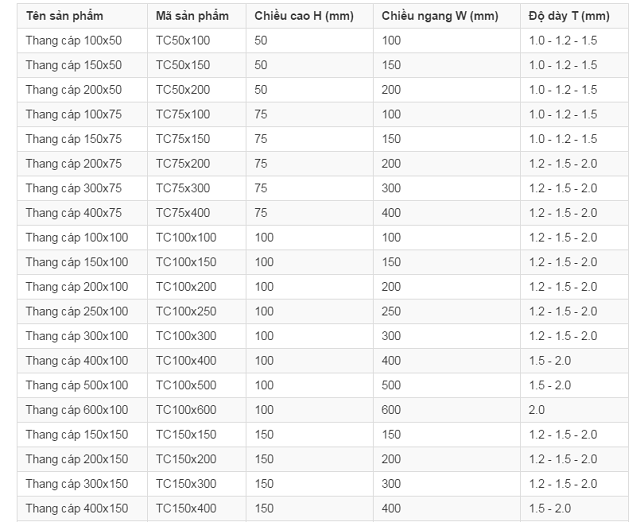 Tên sản phẩm Mã sản phẩm Chiều cao H (mm) Chiều ngang W (mm) Độ dày T (mm)
Thang cáp 100x50 TC50x100 50 100 1.0 - 1.2 - 1.5
Thang cáp 150x50 TC50x150 50 150 1.0 - 1.2 - 1.5
Thang cáp 200x50 TC50x200 50 200 1.0 - 1.2 - 1.5
Thang cáp 100x75 TC75x100 75 100 1.0 - 1.2 - 1.5
Thang cáp 150x75 TC75x150 75 150 1.0 - 1.2 - 1.5
Thang cáp 200x75 TC75x200 75 200 1.2 - 1.5 - 2.0
Thang cáp 300x75 TC75x300 75 300 1.2 - 1.5 - 2.0
Thang cáp 400x75 TC75x400 75 400 1.2 - 1.5 - 2.0
Thang cáp 100x100 TC100x100 100 100 1.2 - 1.5 - 2.0
Thang cáp 150x100 TC100x150 100 150 1.2 - 1.5 - 2.0
Thang cáp 200x100 TC100x200 100 200 1.2 - 1.5 - 2.0
Thang cáp 250x100 TC100x250 100 250 1.2 - 1.5 - 2.0
Thang cáp 300x100 TC100x300 100 300 1.2 - 1.5 - 2.0
Thang cáp 400x100 TC100x400 100 400 1.5 - 2.0
Thang cáp 500x100 TC100x500 100 500 1.5 - 2.0
Thang cáp 600x100 TC100x600 100 600 2.0
Thang cáp 150x150 TC150x150 150 150 1.2 - 1.5 - 2.0
Thang cáp 200x150 TC150x200 150 200 1.2 - 1.5 - 2.0
Thang cáp 300x150 TC150x300 150 300 1.2 - 1.5 - 2.0
Thang cáp 400x150 TC150x400 150 400 1.5 - 2.0